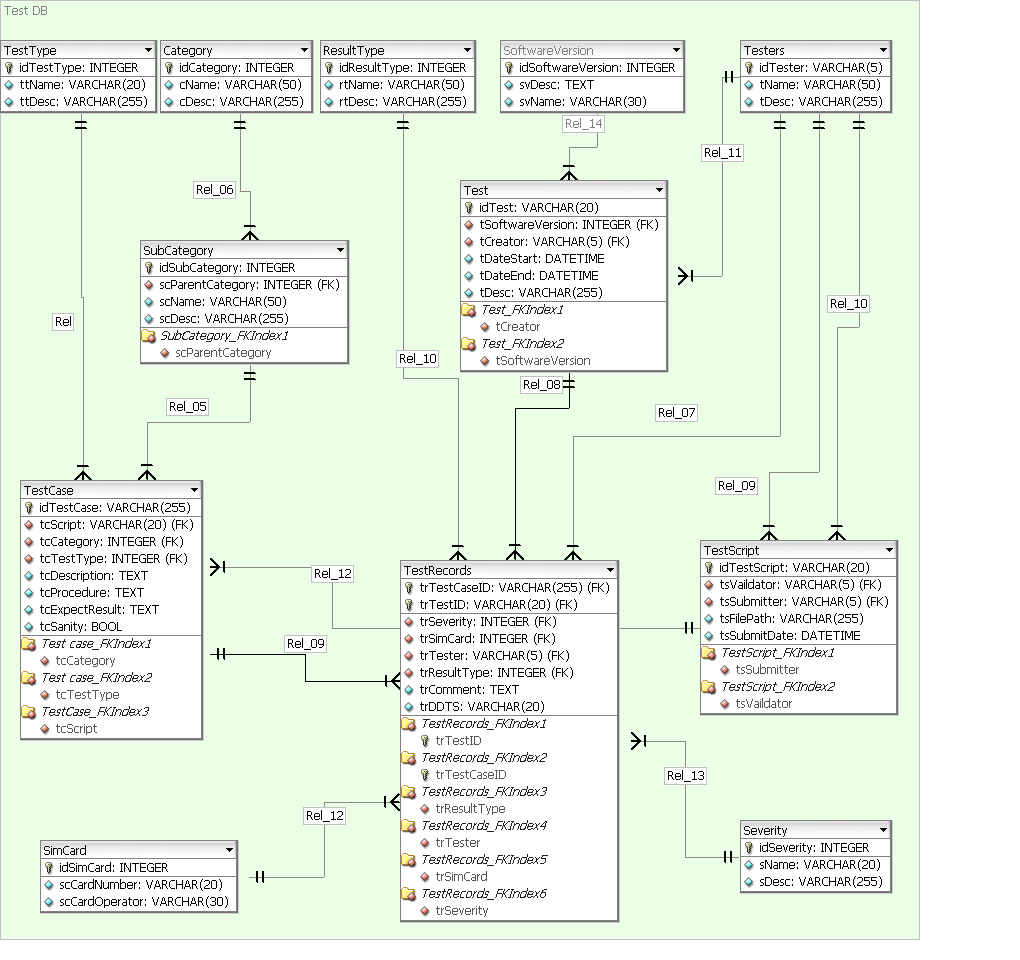 Test DB
TestType
idTestType: INTEGER
ttName: VARCHAR(20)
ttDesc: VARCHAR(255)
Category
idCategory: INTEGER
cName: VARCHAR(50)
cDesc: VARCHAR(255)
ResultType
idResultType: INTEGER
rtName: VARCHAR(50)
rtDesc: VARCHAR(255)
SoftwareVersion
idSoftwareVersion: INTEGER
svDesc: TEXT
svName: VARCHAR(30)
Testers
idTester: VARCHAR(5)
tName: VARCHAR(50)
tDesc: VARCHAR(255)
Rel_14
Rel_11
Rel_06
Test
idTest: VARCHAR(20)
tSoftwareVersion: INTEGER (FK)
tCreator: VARCHAR(5) (FK)
tDateStart: DATETIME
tDateEnd: DATETIME
tDesc: VARCHAR(255)
Test_FKIndex1
tCreator
Test_FKIndex2
tSoftwareVersion
SubCategory
idSubCategory: INTEGER
scParentCategory: INTEGER (FK)
scName: VARCHAR(50)
scDesc: VARCHAR(255)
SubCategory_FKIndex1
scParentCategory
Rel
Rel_10
Rel_10
Rel_08
Rel_05
Rel_07
Rel_09
TestCase
idTestCase: VARCHAR(255)
tcScript: VARCHAR(20) (FK)
tcCategory: INTEGER (FK)
tcTestType: INTEGER (FK)
tcDescription: TEXT
tcProcedure: TEXT
tcExpectResult: TEXT
tcSanity: BOOL
Test case_FKIndex1
tcCategory
Test case_FKIndex2
tcTestType
TestCase_FKIndex3
tcScript
Rel_12
Rel_09
TestRecords
trTestCaseID: VARCHAR(255) (FK)
trTestID: VARCHAR(20) (FK)
trSeverity: INTEGER (FK)
trSimCard: INTEGER (FK)
trTester: VARCHAR(5) (FK)
trResultType: INTEGER (FK)
trComment: TEXT
trDDTS: VARCHAR(20)
TestRecords_FKIndex1
trTestID
TestRecords_FKIndex2
trTestCaseID
TestRecords_FKIndex3
trResultType
TestRecords_FKIndex4
trTester
TestRecords_FKIndex5
trSimCard
TestRecords_FKIndex6
trSeverity
TestScript
idTestScript: VARCHAR(20)
tsVaildator: VARCHAR(5) (FK)
tsSubmitter: VARCHAR(5) (FK)
tsFilePath: VARCHAR(255)
tsSubmitDate: DATETIME
TestScript_FKIndex1
tsSubmitter
TestScript_FKIndex2
tsVaildator
Rel_13
Rel_12
SimCard
idSimCard: INTEGER
scCardNumber: VARCHAR(20)
scCardOperator: VARCHAR(30)
Severity
idSeverity: INTEGER
sName: VARCHAR(20)
sDesc: VARCHAR(255)